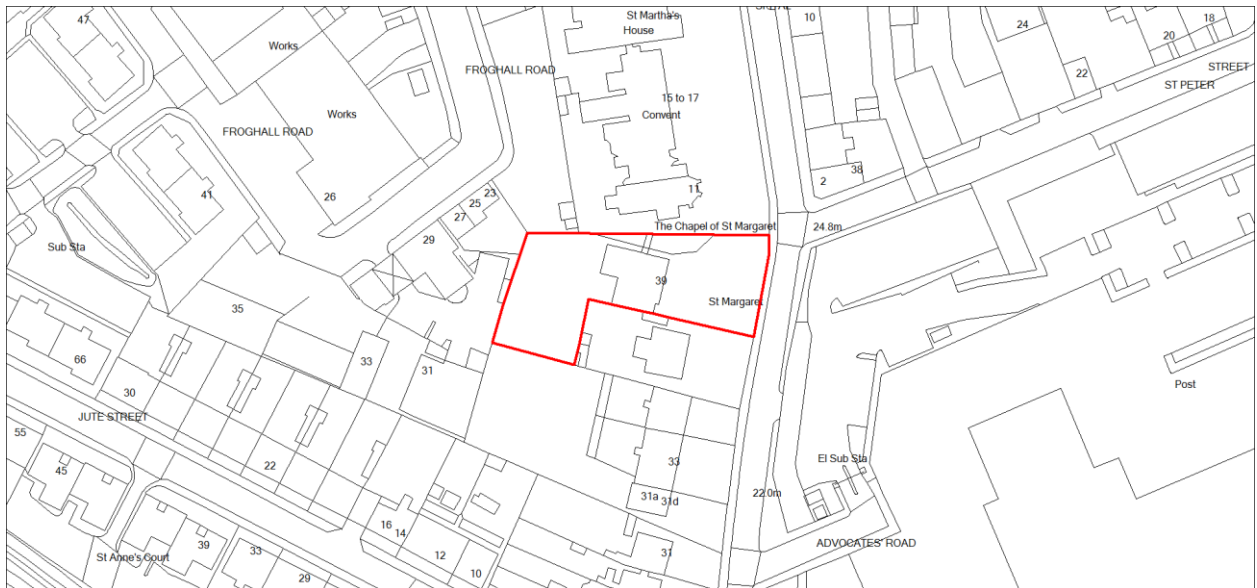 47
Works
Works
FROGHALL ROAD
FROGHALL ROAD
St Martha's
House
15 to 17
Convent
11
10
24
18
20
22
STREET
ST PETER
38
2
24.8m
The Chapel of St Margaret
41
26
23
25
27
29
Sub Sta
39
St Margaret
35
33
31
66
30
JUTE STREET
22
55
45
16
14
12
10
St Anne's Court
39
33
29
33
31a
31d
31
22.0m
El Sub Sta
Post
ADVOCATES' ROAD